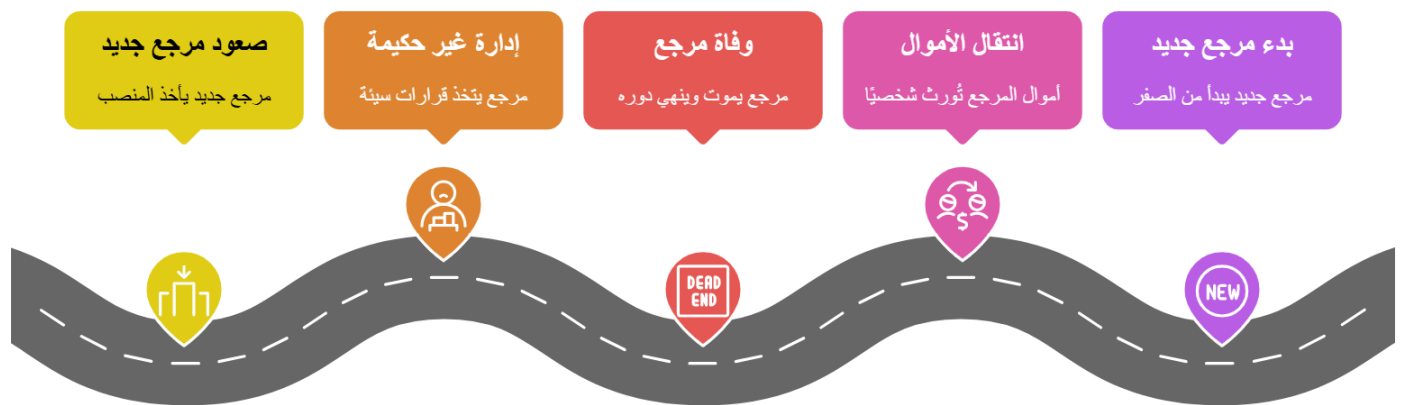 صعود مرجع جديد
مرجع جديد يأخذ المنصب
إدارة غير حكيمة
مرجع يتخذ قرارات سيئة
وفاة مرجع
مرجع يموت وينهي دوره
انتقال الأموال
أموال المرجع تُورث شخصيًا
بدء مرجع جديد
مرجع جديد يبدأ من الصفر
$
DEAD
END
NEW